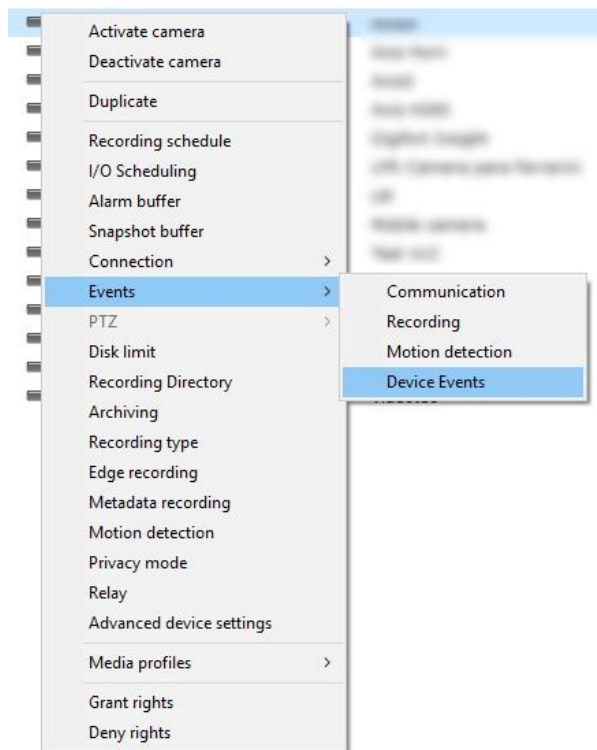 Activate camera
Deactivate camera
Duplicate
Recording schedule
I/O Scheduling
Alarm buffer
Snapshot buffer
Connection
Events
PTZ
Disk limit
Recording Directory
Archiving
Recording type
Edge recording
Metadata recording
Motion detection
Privacy mode
Relay
Advanced device settings
Media profiles
Grant rights
Deny rights
Communication
Recording
Motion detection
Device Events